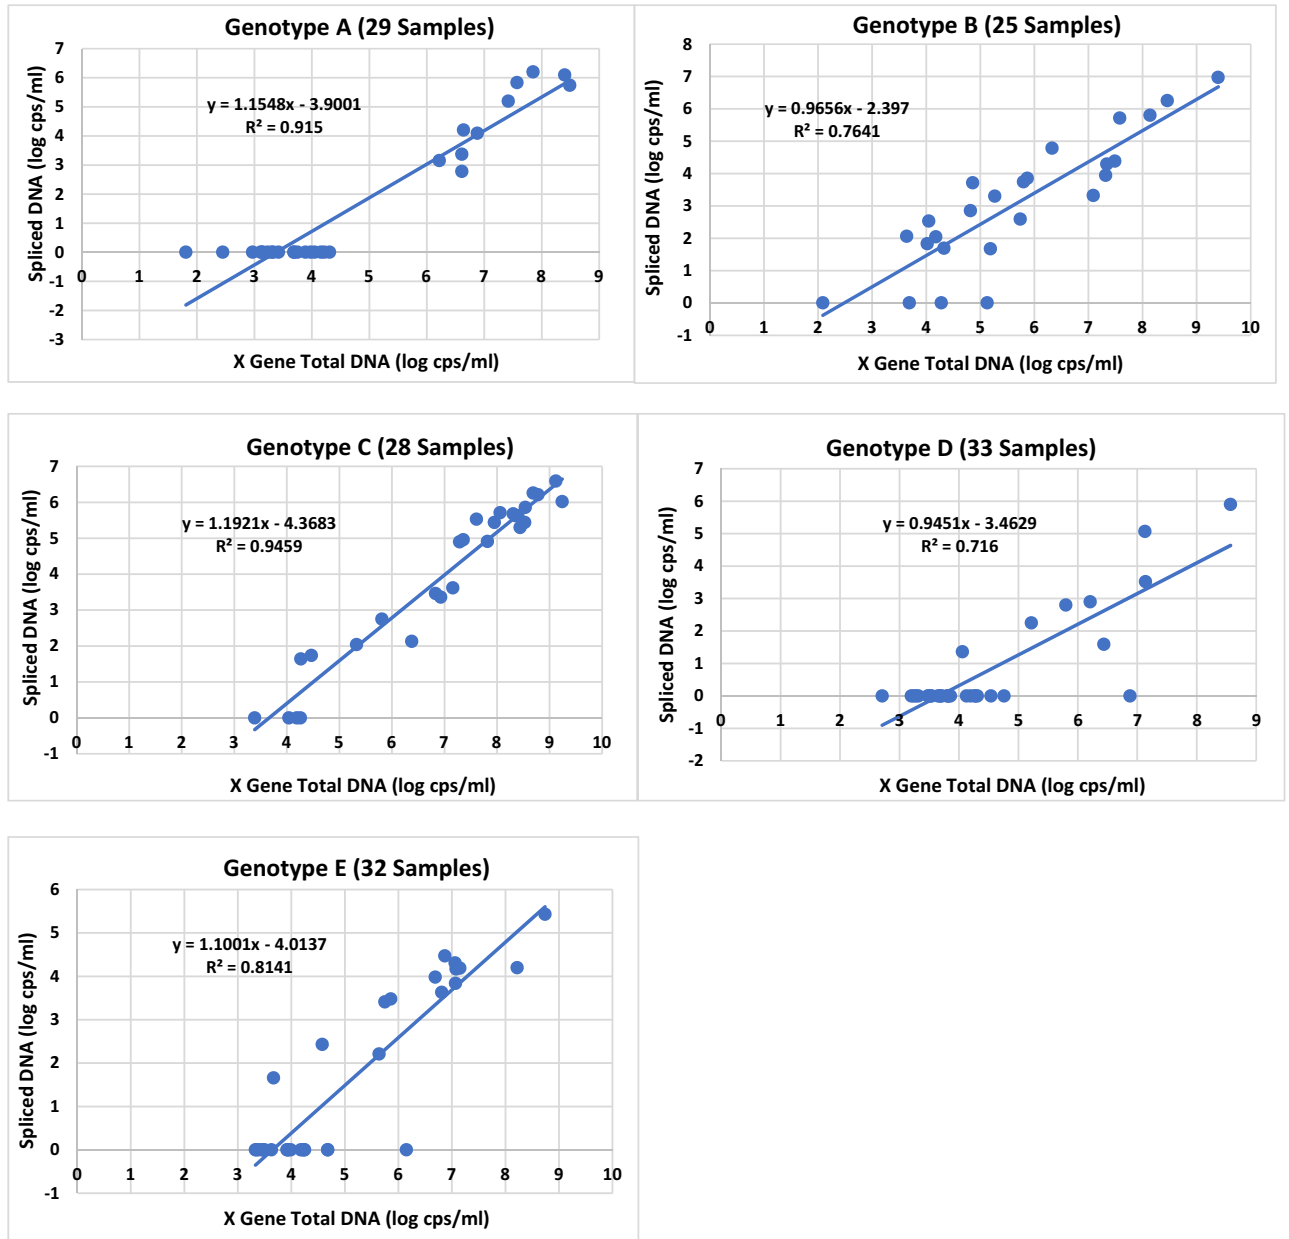 Genotype A (29 Samples)
7
6
5
4
3
2
1
0
-1
-2
-3
0 1 2 3 4 5 6 7 8 9
y = 1.1548x - 3.9001
R² = 0.915
Spliced DNA (log cps/ml)
X Gene Total DNA (log cps/ml)
Genotype B (25 Samples)
8
7
6
5
4
3
2
1
0
-1
0 1 2 3 4 5 6 7 8 9 10
y = 0.9656x - 2.397
R² = 0.7641
Spliced DNA (log cps/ml)
X Gene Total DNA (log cps/ml)
Genotype C (28 Samples)
7
6
5
4
3
2
1
0
-1
0 1 2 3 4 5 6 7 8 9 10
y = 1.1921x - 4.3683
R² = 0.9459
Spliced DNA (log cps/ml)
X Gene Total DNA (log cps/ml)
Genotype D (33 Samples)
7
6
5
4
3
2
1
0
-1
-2
0 1 2 3 4 5 6 7 8 9
y = 0.9451x - 3.4629
R² = 0.716
Spliced DNA (log cps/ml)
X Gene Total DNA (log cps/ml)
Genotype E (32 Samples)
6
5
4
3
2
1
0
-1
0 1 2 3 4 5 6 7 8 9 10
y = 1.1001x - 4.0137
R² = 0.8141
Spliced DNA (log cps/ml)
X Gene Total DNA (log cps/ml)